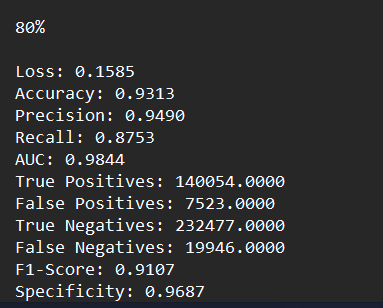 80%
Loss: 0.1585
Accuracy: 0.9313
Precision: 0.9490
Recall: 0.8753
AUC: 0.9844
True Positives: 140054.0000
False Positives: 7523.0000
True Negatives: 232477.0000
False Negatives: 19946.0000
F1-Score: 0.9107
Specificity: 0.9687